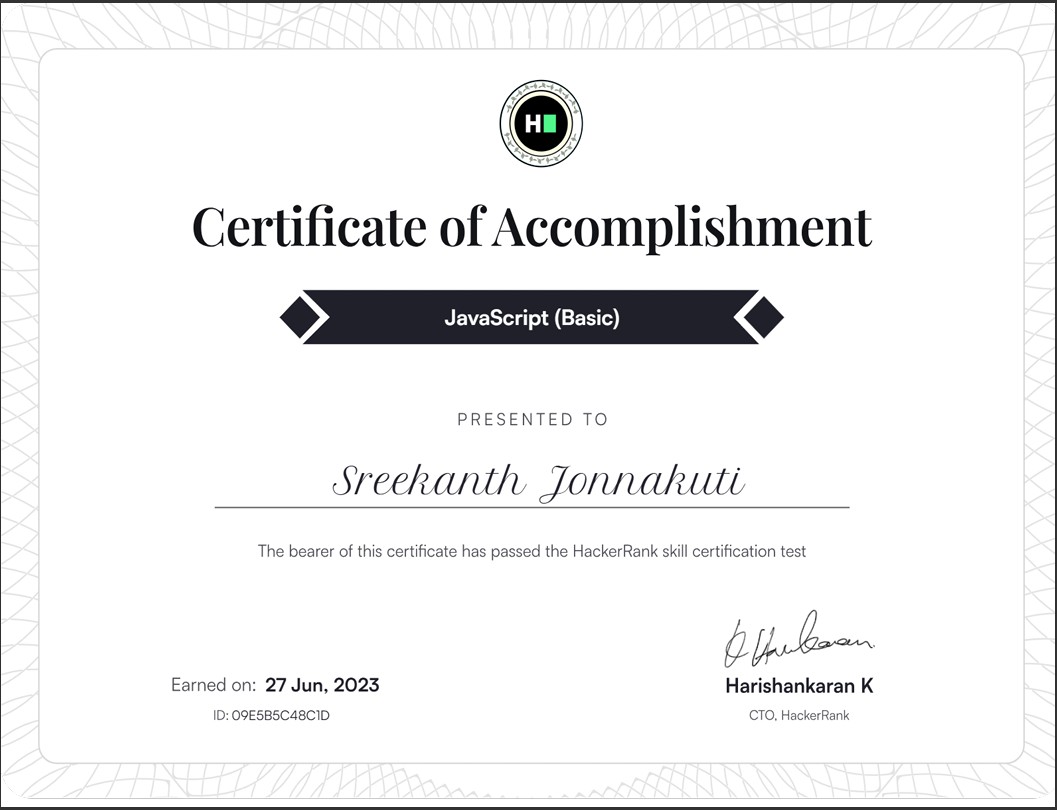 H
Certificate of Accomplishment
JavaScript (Basic)
PRESENTED TO
Sreekanth Jonnakuti
The bearer of this certificate has passed the HackerRank skill certification test
Earned on: 27 Jun, 2023
ID: 09E5B5C48C1D
Harishankaran K
CTO, HackerRank